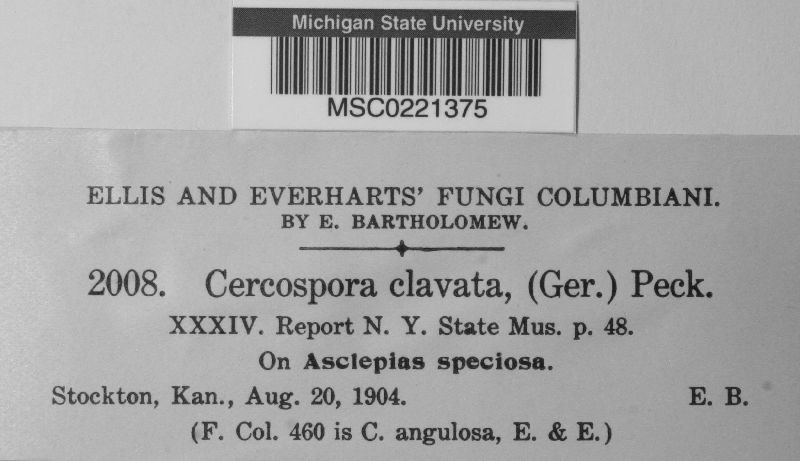 Michigan State University
MSC0221375
ELLIS AND EVERHARTS' FUNGI COLUMBIANI.
BY E. BARTHOLOMEW.
2008. Cercospora clavata, (Ger.) Peck.
XXXIV. Report N. Y. State Mus. p. 48.
On Asclepias speciosa.
Stockton, Kan., Aug. 20, 1904. E. B.
(F. Col. 460 is C. angulosa, E. & E.)